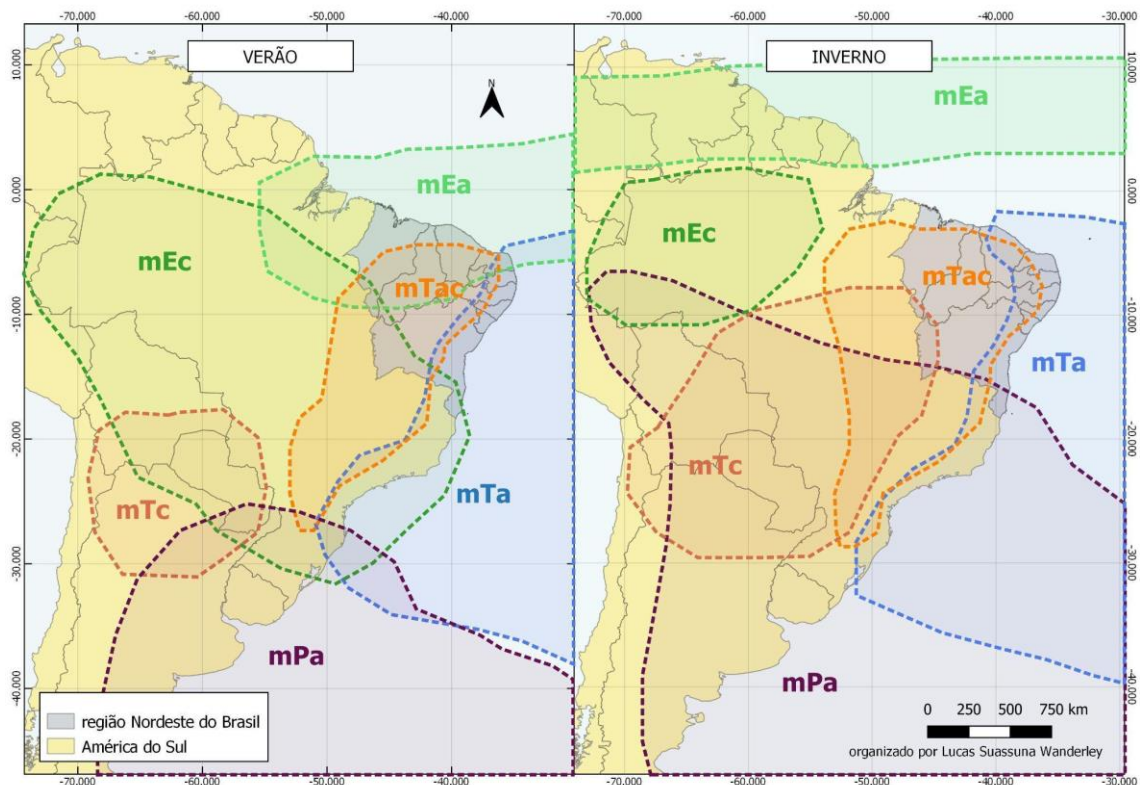 -70.000 -60.000 -50.000 -40.000
-70.000 -60.000 -50.000 -40.000 -30.000
VERÃO
INVERNO
10.000
0.000
-10.000
-20.000
-30.000
-40.000
N
mEa
mEc
mTac
mTc
mTa
mPa
mEa
mEc
mTac
mTa
mTc
mPa
10.000
0.000
-10.000
-20.000
-30.000
-40.000
região Nordeste do Brasil
América do Sul
0 250 500 750 km
organizado por Lucas Suassuna Wanderley
-70.000 -60.000 -50.000 -40.000
-70.000 -60.000 -50.000 -40.000 -30.000